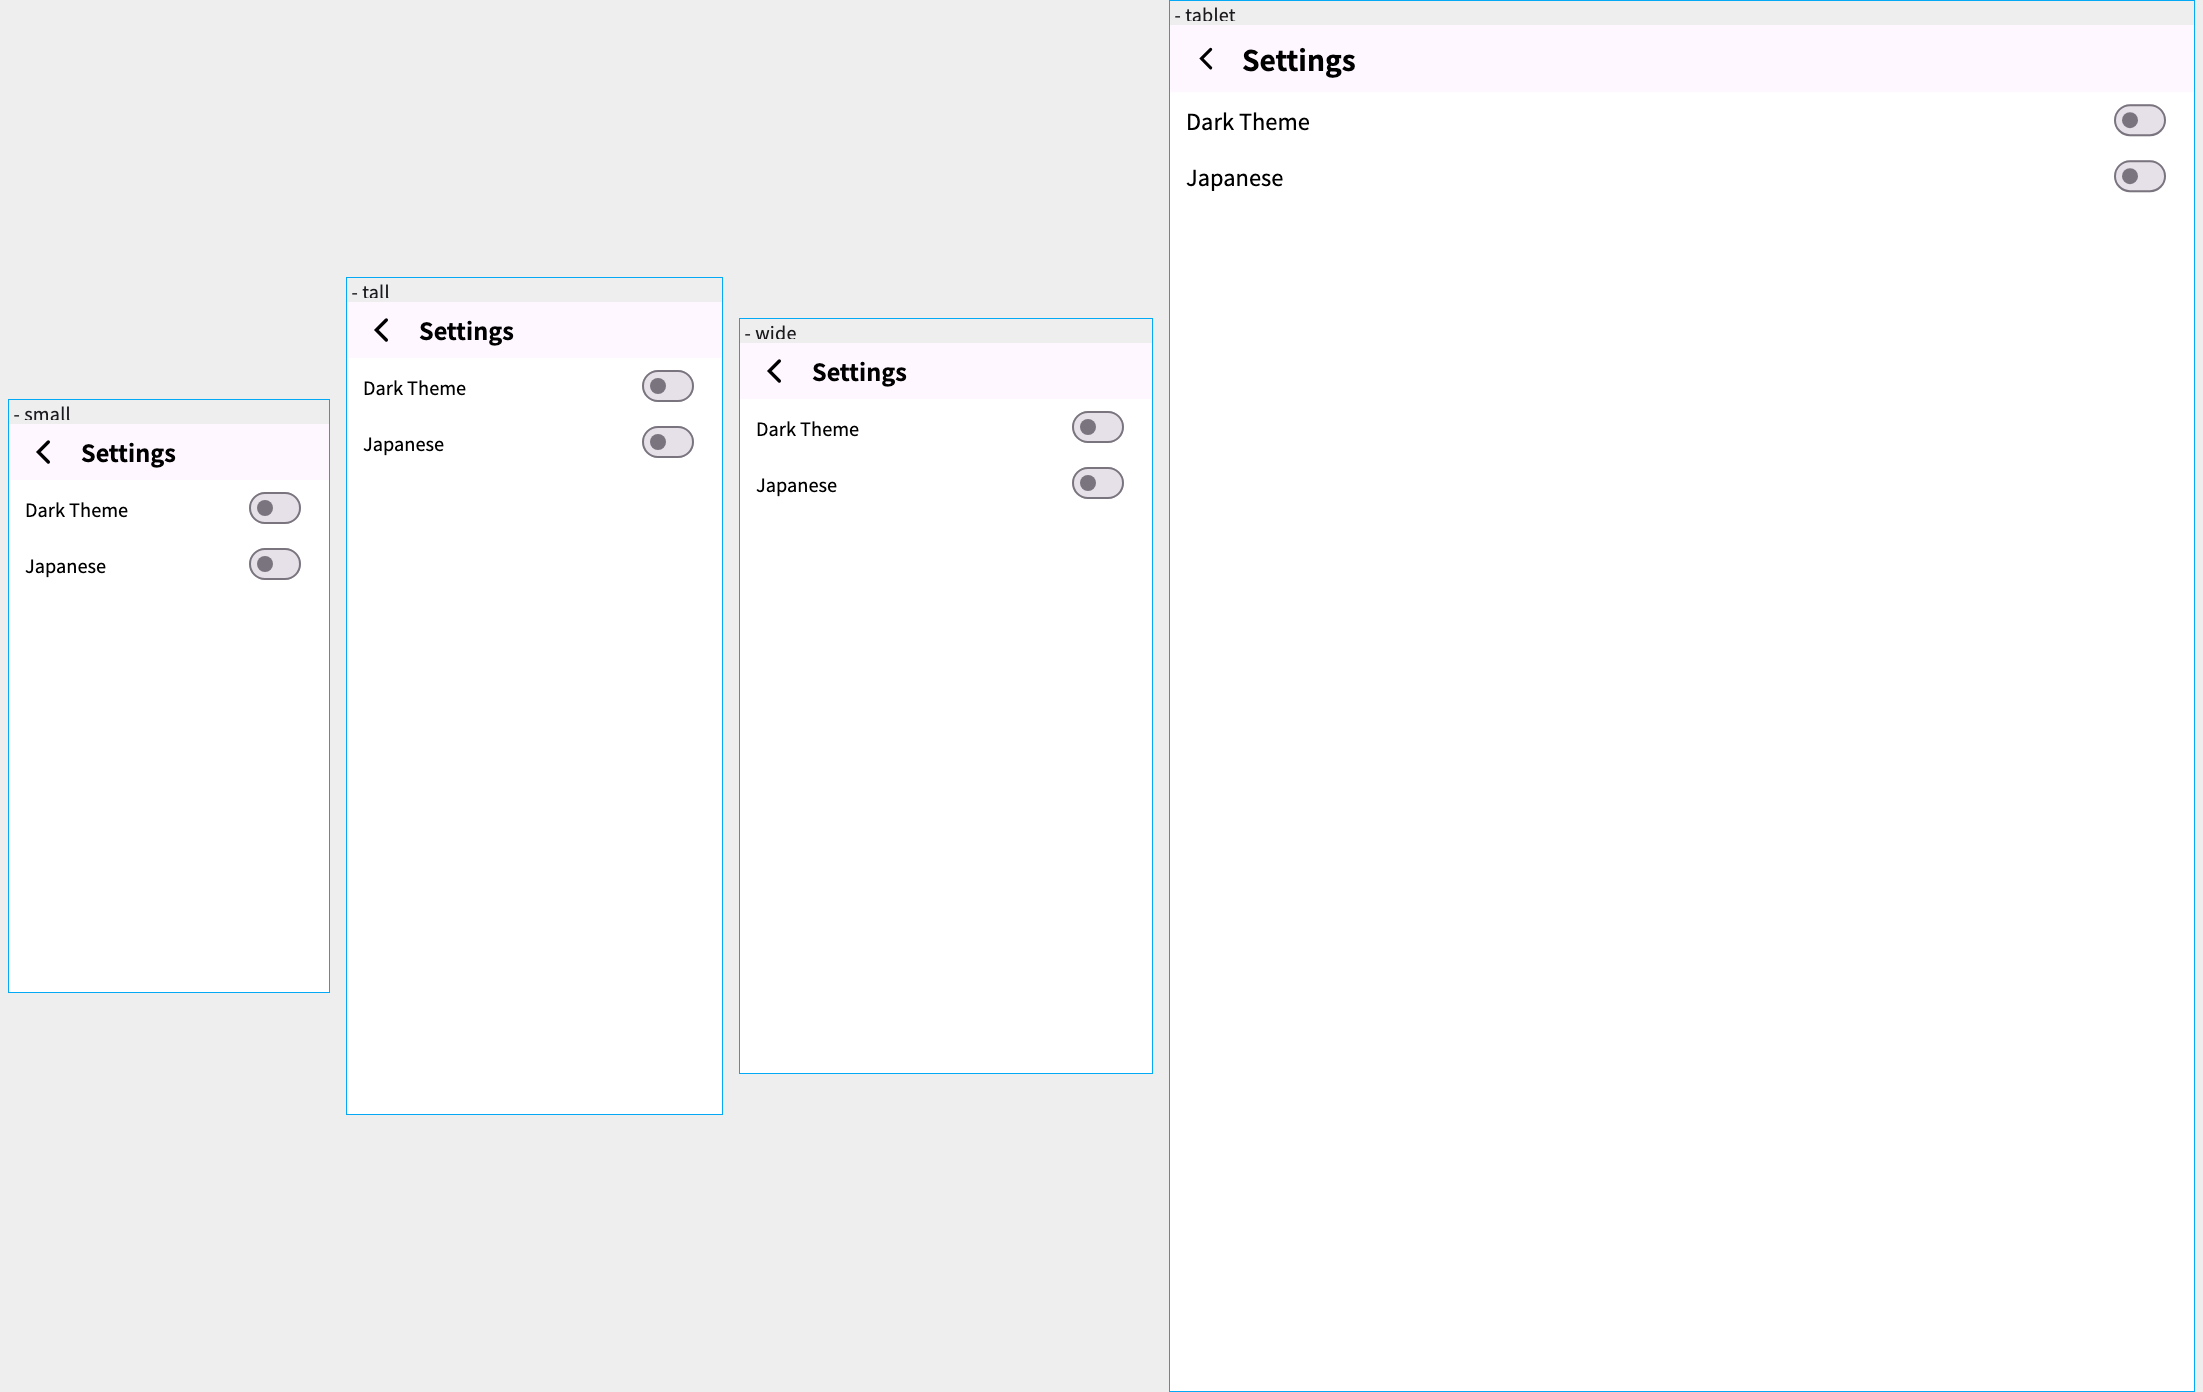 - small
Settings
Dark Theme
Japanese
- tall
Settings
Dark Theme
Japanese
- wide
Settings
Dark Theme
Japanese
- tablet
Settings
Dark Theme
Japanese